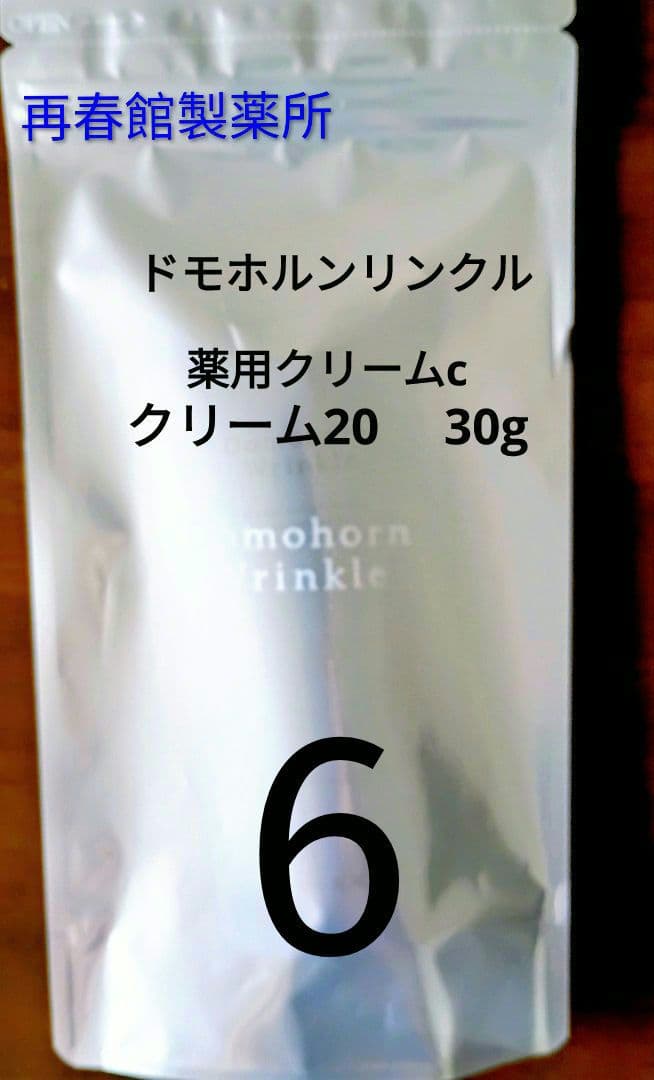 OPEN
再春館製薬所
ドモホルンリンクル
薬用クリームc
クリーム20 30g
mohorn
rinkle
6